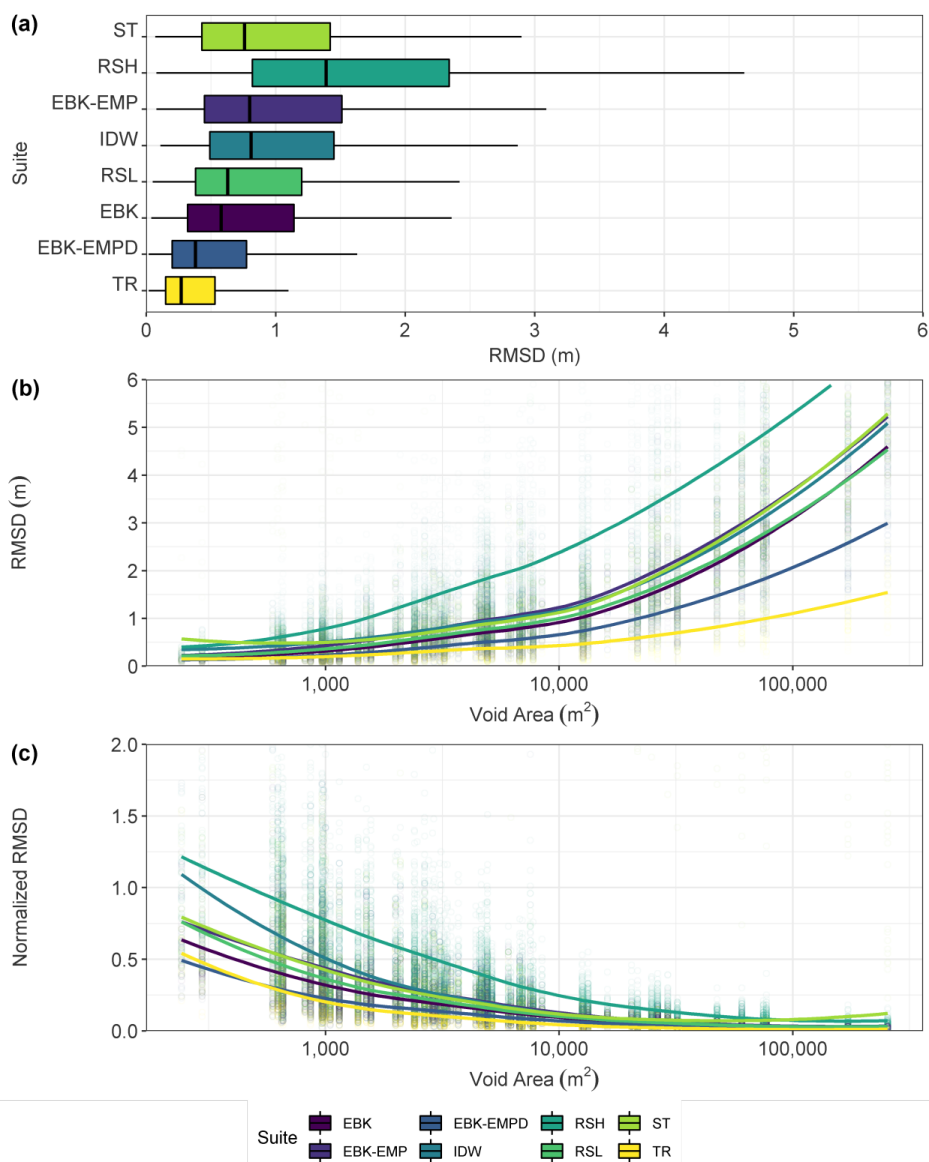 (a)
ST
RSH
EBK-EMP
IDW
RSL
EBK
EBK-EMPD
TR
Suite
0 1 2 3 4 5 6
RMSD (m)
(b)
6
5
4
3
2
1
0
RMSD (m)
1,000 10,000 100,000
Void Area (m²)
(c)
2.0
1.5
1.0
0.5
0.0
Normalized RMSD
1,000 10,000 100,000
Void Area (m²)
Suite
EBK EBK-EMPD RSH ST
EBK-EMP IDW RSL TR